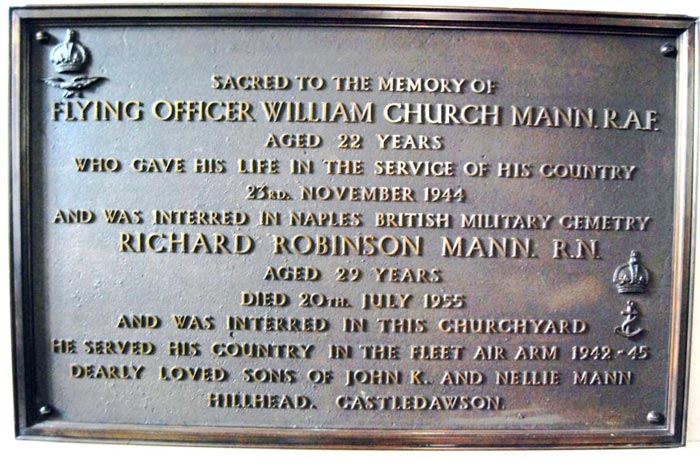 SACRED TO THE MEMORY OF
FLYING OFFICER WILLIAM CHURCH MANN. R.A.F.
AGED 22 YEARS
WHO GAVE HIS LIFE IN THE SERVICE OF HIS COUNTRY
23RD. NOVEMBER 1944
AND WAS INTERRED IN NAPLES BRITISH MILITARY CEMETRY
RICHARD ROBINSON MANN. R.N.
AGED 29 YEARS
DIED 20TH. JULY 1955
AND WAS INTERRED IN THIS CHURCHYARD
HE SERVED HIS COUNTRY IN THE FLEET AIR ARM 1942-45
DEARLY LOVED SONS OF JOHN K. AND NELLIE MANN
HILLHEAD. CASTLEDAWSON.